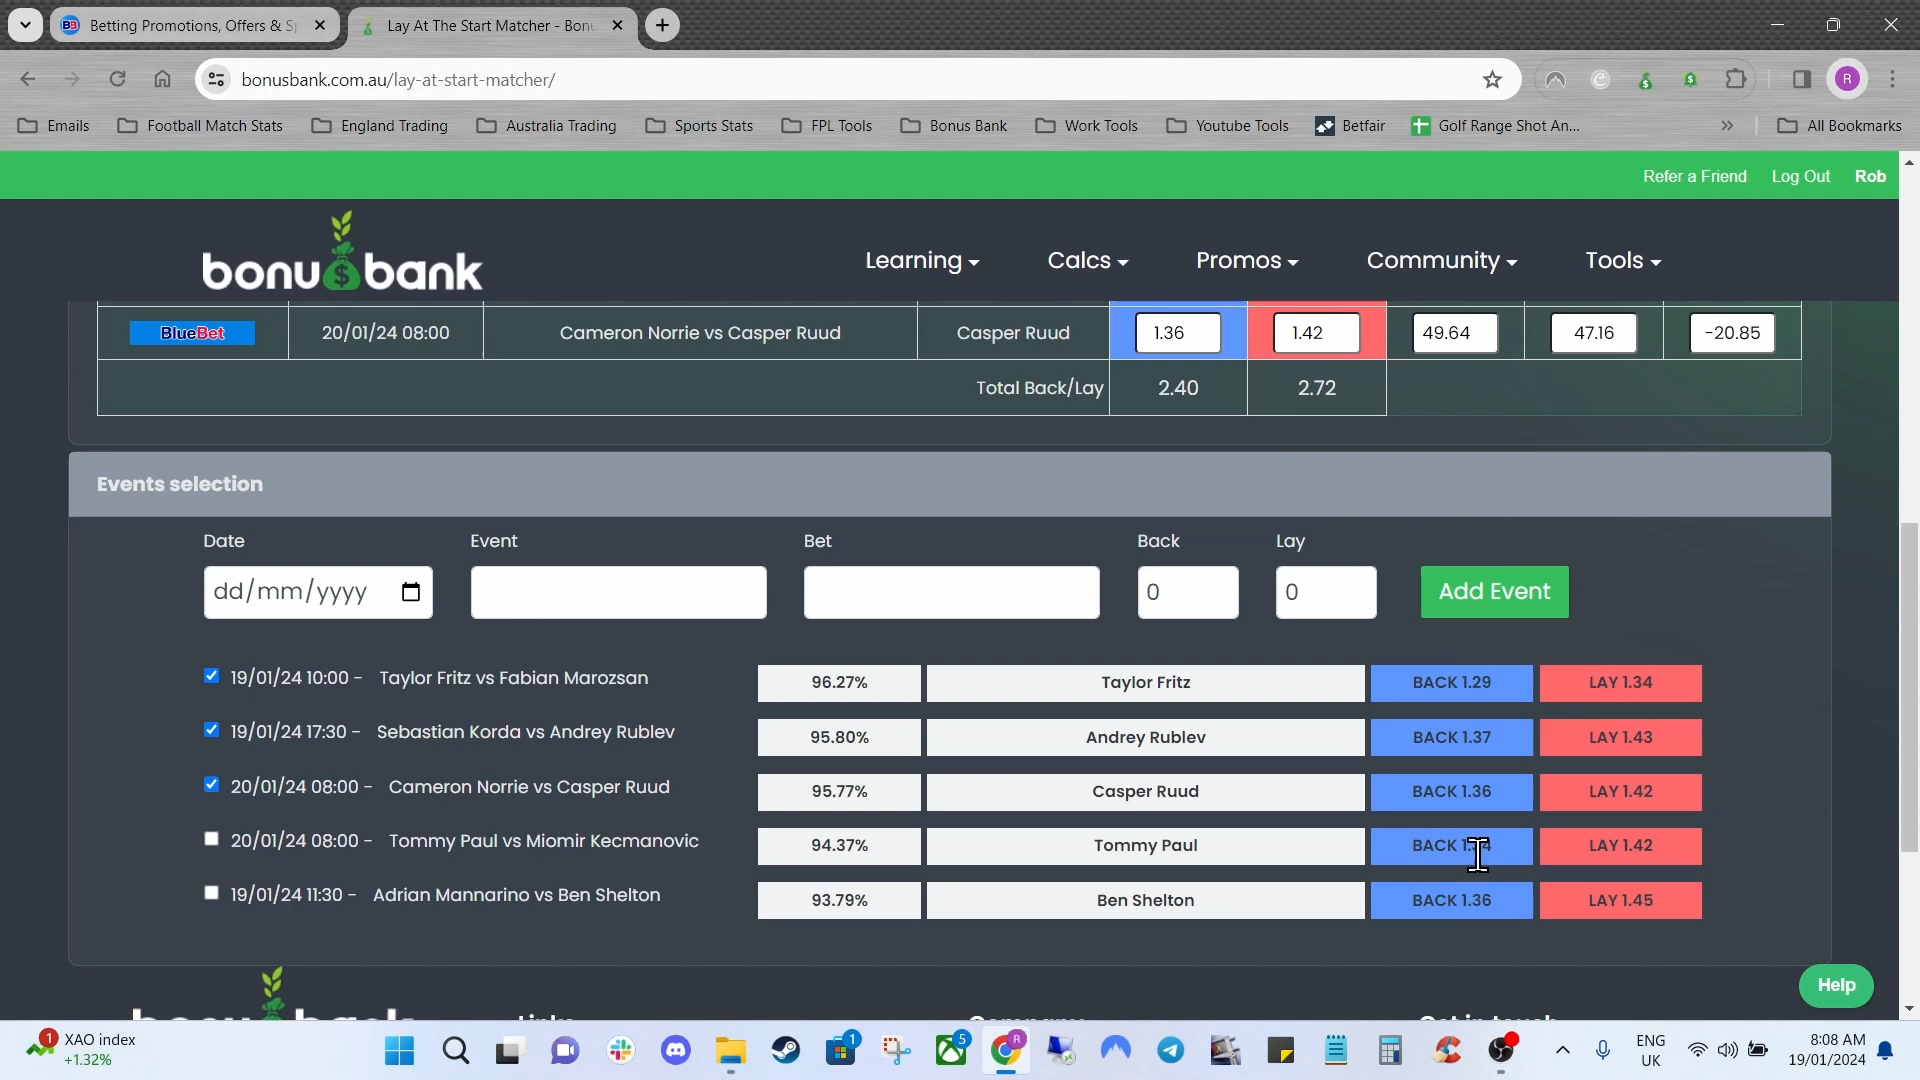 Betting Promotions, Offers & Sp
Lay At The Start Matcher - Bonu
bonusbank.com.au/lay-at-start-matcher/
R
Emails
Football Match Stats
England Trading
Australia Trading
Sports Stats
FPL Tools
Bonus Bank
Work Tools
Youtube Tools
Betfair
Golf Range Shot An...
All Bookmarks
Refer a Friend
Log Out
Rob
bonusbank
Learning
Calcs
Promos
Community
Tools
BlueBet
20/01/24 08:00
Cameron Norrie vs Casper Ruud
Casper Ruud
1.36
1.42
49.64
47.16
-20.85
Total Back/Lay
2.40
2.72
Events selection
Date
Event
Bet
Back
Lay
dd/mm/yyyy
0
0
Add Event
19/01/24 10:00 - Taylor Fritz vs Fabian Marozsan
96.27%
Taylor Fritz
BACK 1.29
LAY 1.34
19/01/24 17:30 - Sebastian Korda vs Andrey Rublev
95.80%
Andrey Rublev
BACK 1.37
LAY 1.43
20/01/24 08:00 - Cameron Norrie vs Casper Ruud
95.77%
Casper Ruud
BACK 1.36
LAY 1.42
20/01/24 08:00 - Tommy Paul vs Miomir Kecmanovic
94.37%
Tommy Paul
BACK 1.34
LAY 1.42
19/01/24 11:30 - Adrian Mannarino vs Ben Shelton
93.79%
Ben Shelton
BACK 1.36
LAY 1.45
Help
1
XAO index
+1.32%
1
5
ENG
UK
8:08 AM
19/01/2024